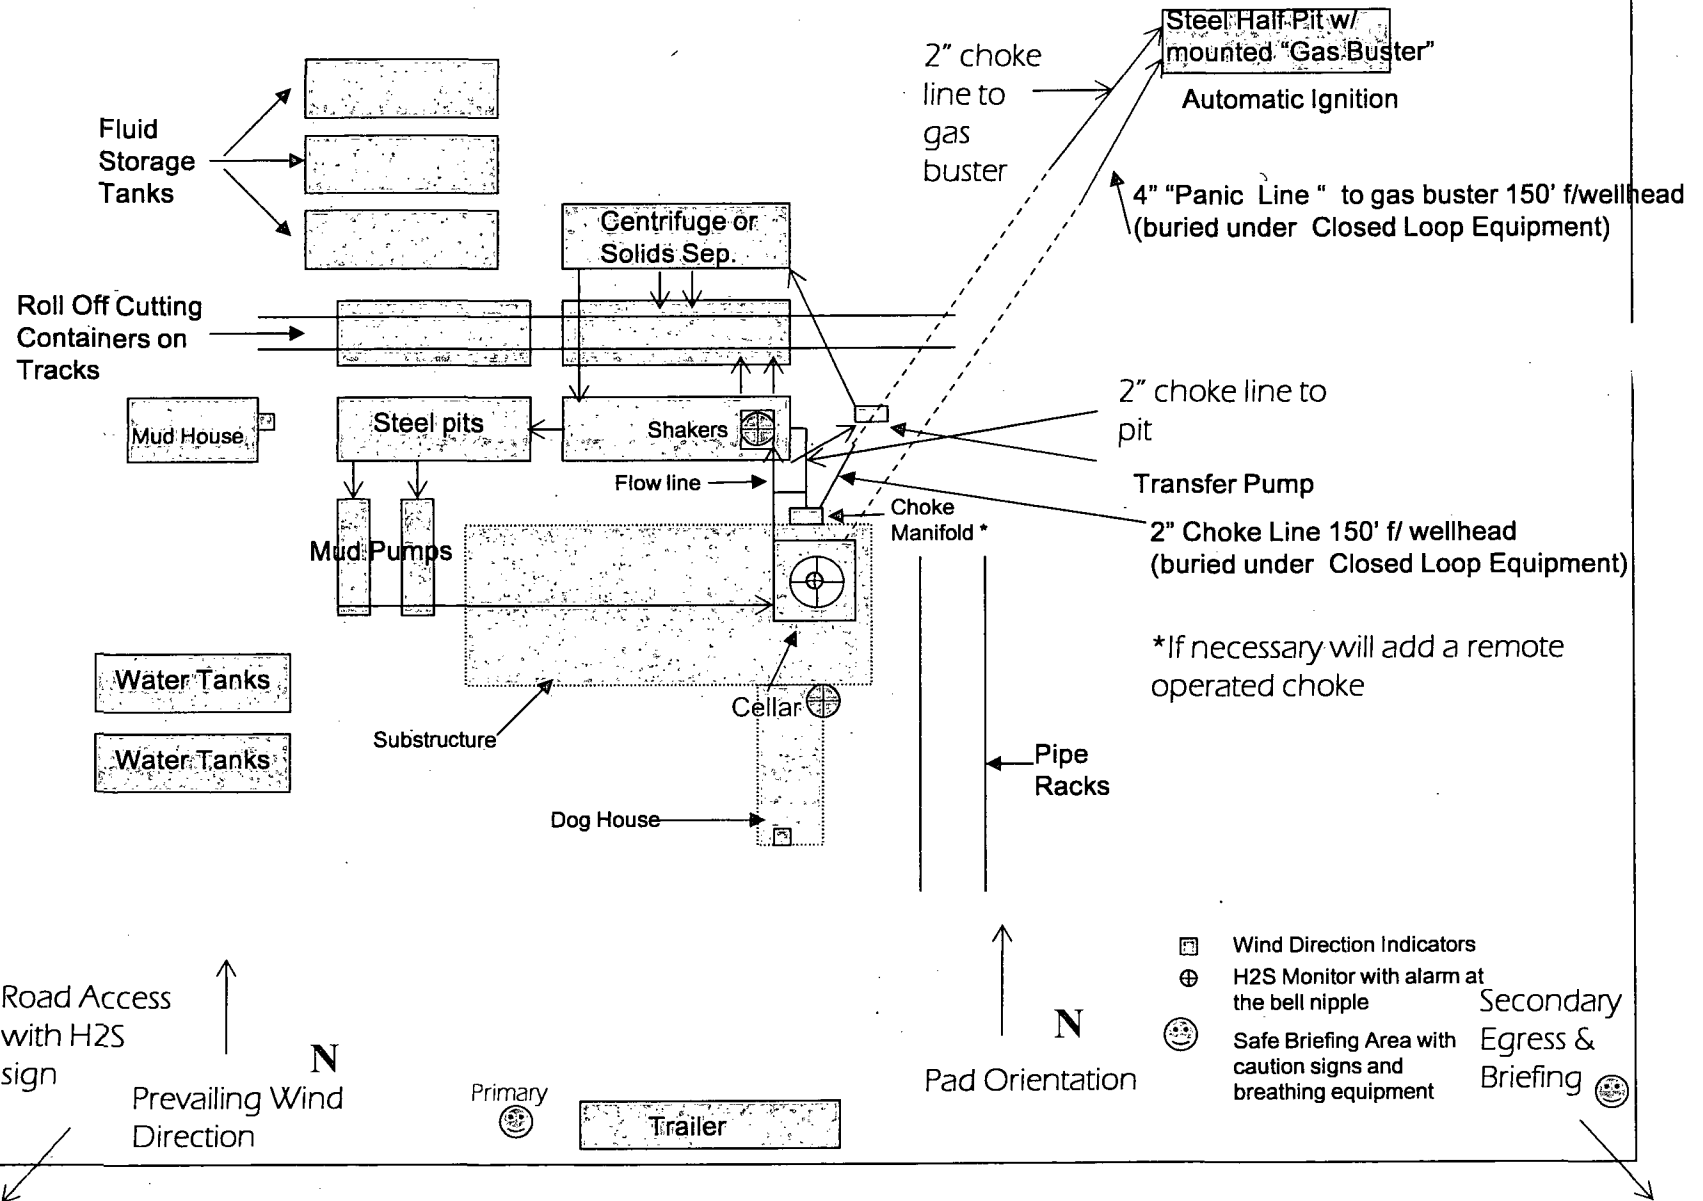 Steel Half Pit w/
mounted "Gas Buster"
Automatic Ignition
2" choke
line to
gas
buster
Fluid
Storage
Tanks
4" "Panic Line " to gas buster 150' f/wellhead
(buried under Closed Loop Equipment)
Centrifuge or
Solids Sep.
Roll Off Cutting
Containers on
Tracks
2" choke line to
pit
Mud House
Steel pits
Shakers
Flow line
Transfer Pump
Choke
Manifold *
2" Choke Line 150' f/ wellhead
(buried under Closed Loop Equipment)
Mud Pumps
*If necessary will add a remote
operated choke
Water Tanks
Water Tanks
Cellar
Substructure
Pipe
Racks
Dog House
Wind Direction Indicators
H2S Monitor with alarm at
the bell nipple
Safe Briefing Area with
caution signs and
breathing equipment
Secondary
Egress &
Briefing
Road Access
with H2S
sign
N
Prevailing Wind
Direction
N
Pad Orientation
Primary
Trailer